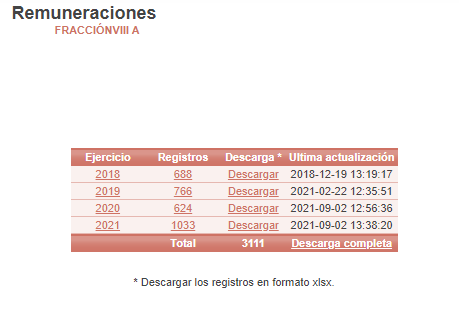 Remuneraciones
FRACCIÓNVIII A
Ejercicio Registros Descarga * Ultima actualización
2018 688 Descargar 2018-12-19 13:19:17
2019 766 Descargar 2021-02-22 12:35:51
2020 624 Descargar 2021-09-02 12:56:36
2021 1033 Descargar 2021-09-02 13:38:20
Total 3111 Descarga completa
* Descargar los registros en formato xlsx.